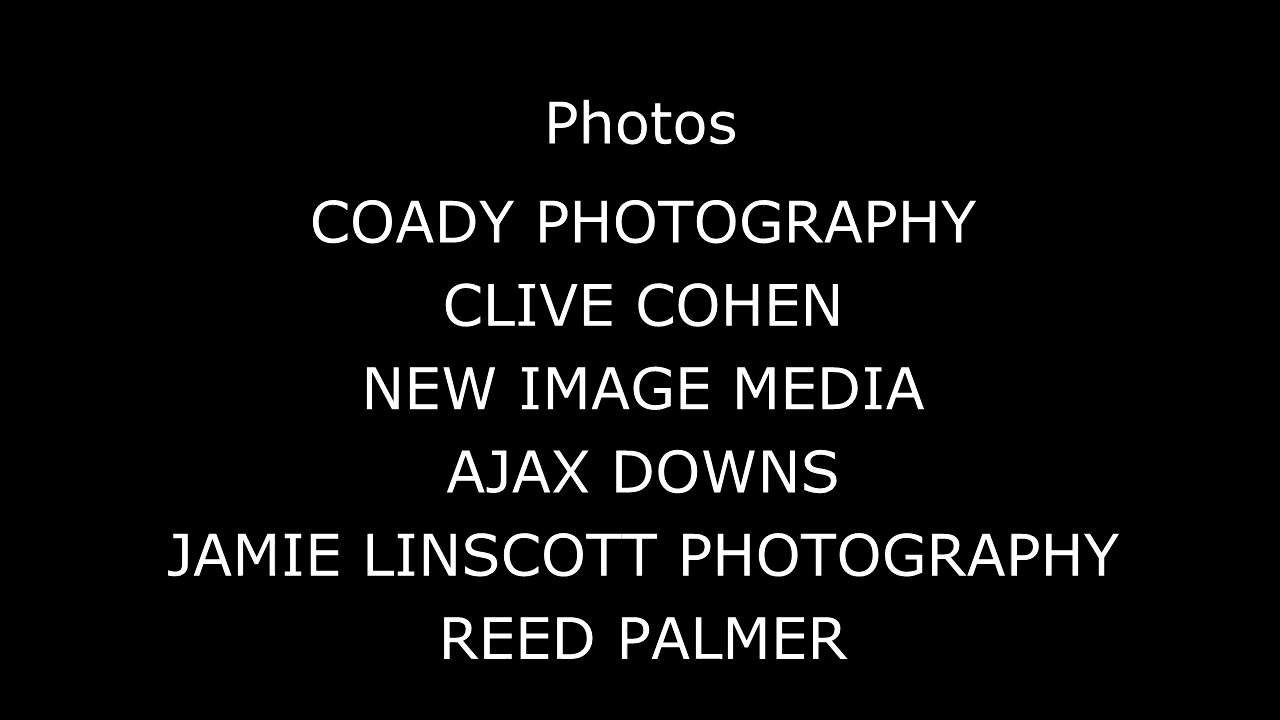 Photos
COADY PHOTOGRAPHY
CLIVE COHEN
NEW IMAGE MEDIA
AJAX DOWNS
JAMIE LINSCOTT PHOTOGRAPHY
REED PALMER